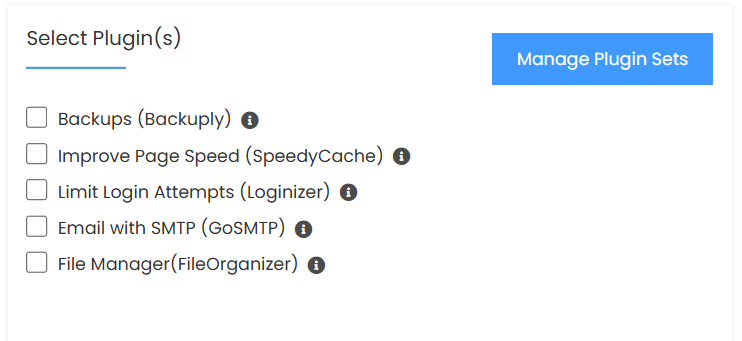 Select Plugin(s)
Manage Plugin Sets
Backups (Backuply)
Improve Page Speed (SpeedyCache)
Limit Login Attempts (Loginizer)
Email with SMTP (GoSMTP)
File Manager(FileOrganizer)